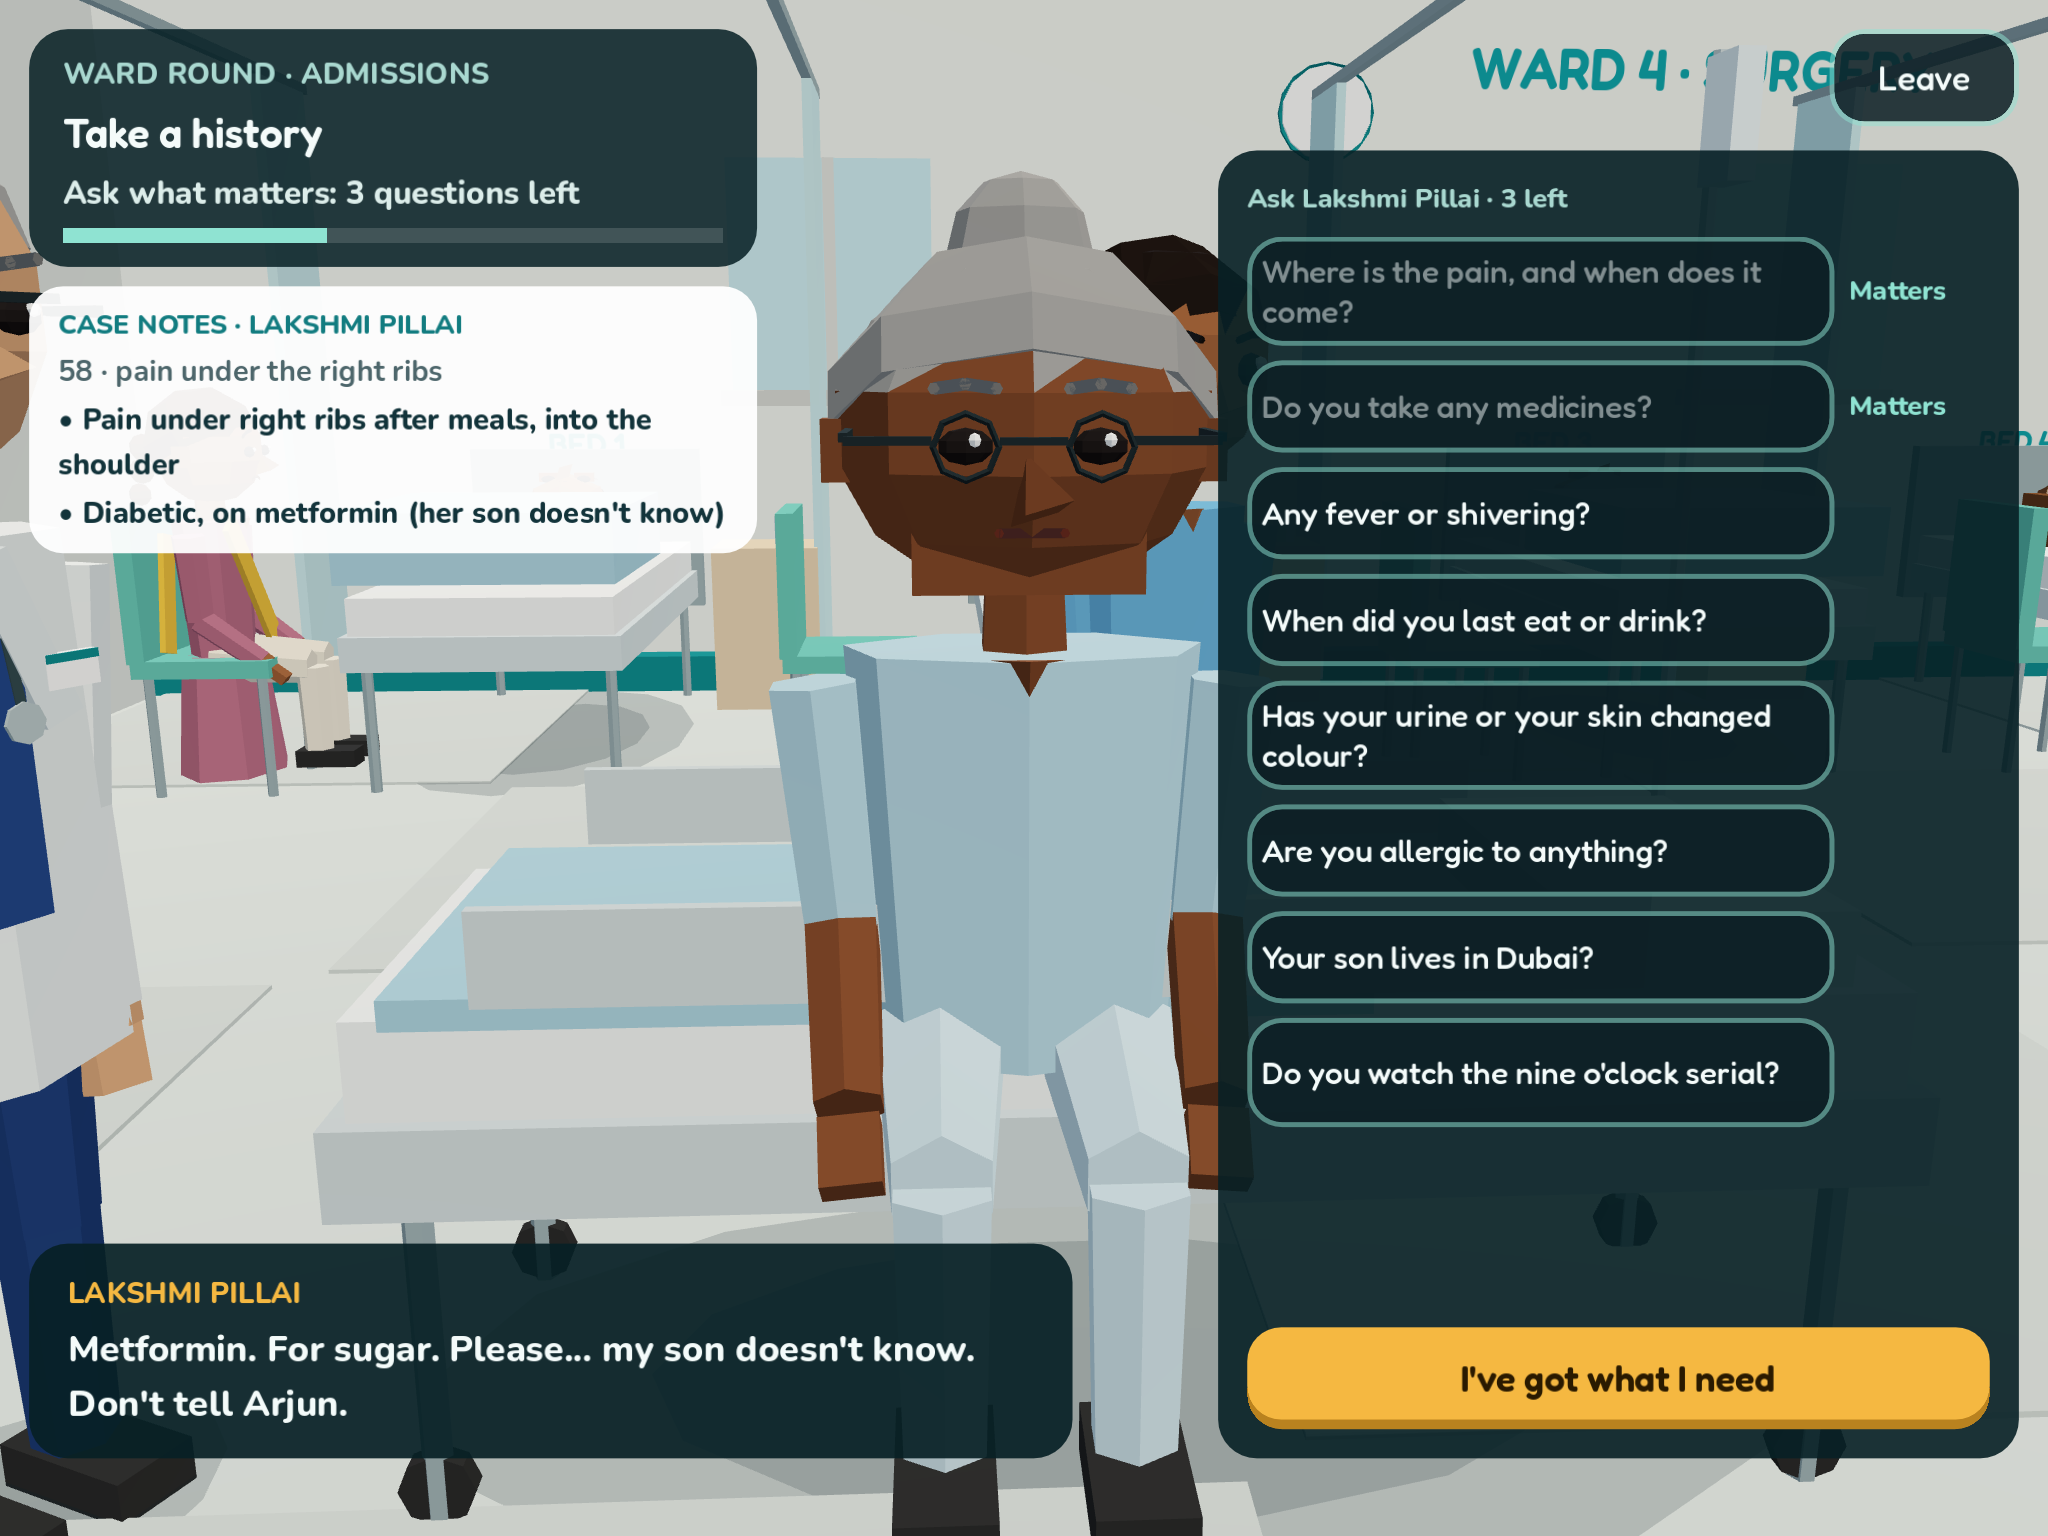 WARD ROUND · ADMISSIONS
Take a history
Ask what matters: 3 questions left
CASE NOTES · LAKSHMI PILLAI
58 · pain under the right ribs
• Pain under right ribs after meals, into the
shoulder
• Diabetic, on metformin (her son doesn't know)
WARD 4 ·
Leave
Ask Lakshmi Pillai · 3 left
Where is the pain, and when does it
come?
Matters
Do you take any medicines?
Matters
Any fever or shivering?
When did you last eat or drink?
Has your urine or your skin changed
colour?
Are you allergic to anything?
Your son lives in Dubai?
Do you watch the nine o'clock serial?
I've got what I need
BED 4
LAKSHMI PILLAI
Metformin. For sugar. Please... my son doesn't know.
Don't tell Arjun.